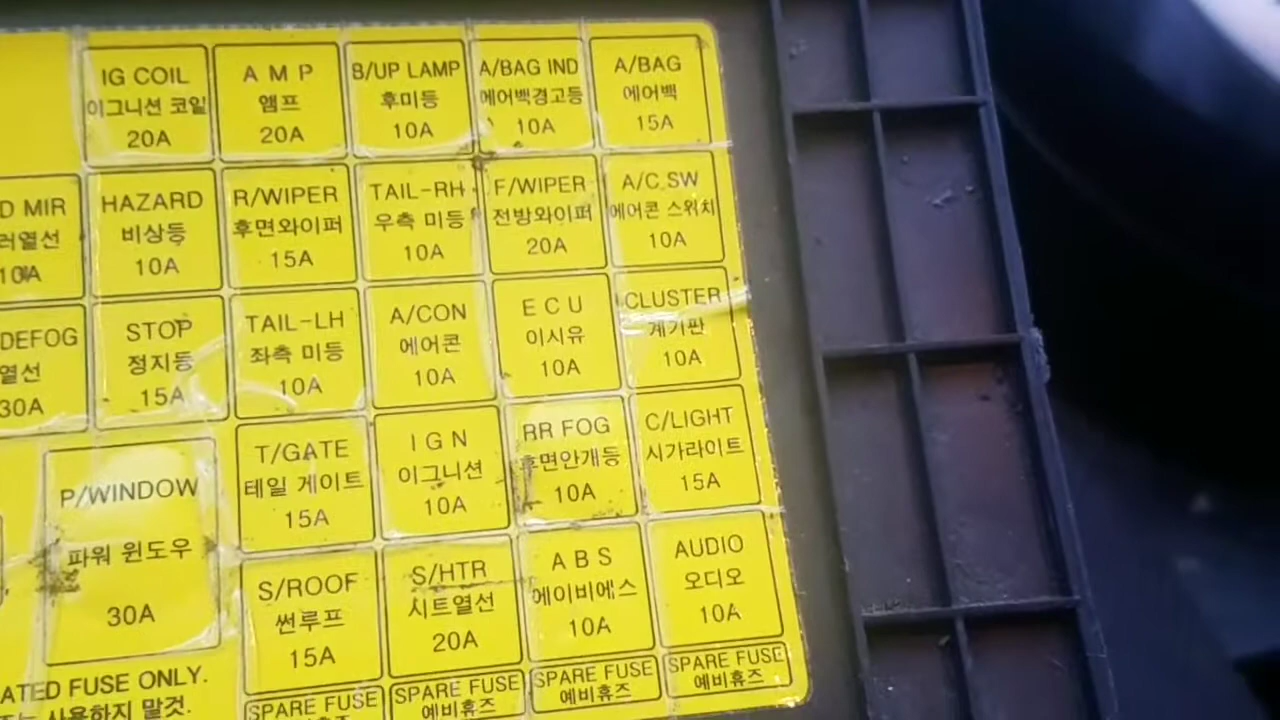 IG COIL
이그니션 코일
20A
A M P
앰프
20A
B/UP LAMP
후미등
10A
A/BAG IND
에어백경고등
10A
A/BAG
에어백
15A
D MIR
러열선
10A
HAZARD
비상등
10A
R/WIPER
후면와이퍼
15A
TAIL-RH
우측 미등
10A
F/WIPER
전방와이퍼
20A
A/C SW
에어콘 스위치
10A
DEFOG
열선
30A
STOP
정지등
15A
TAIL-LH
좌측 미등
10A
A/CON
에어콘
10A
E C U
이시유
10A
CLUSTER
계기판
10A
P/WINDOW
파워 윈도우
30A
T/GATE
테일 게이트
15A
I G N
이그니션
10A
RR FOG
후면안개등
10A
C/LIGHT
시가라이트
15A
S/ROOF
썬루프
15A
S/HTR
시트열선
20A
A B S
에이비에스
10A
AUDIO
오디오
10A
ATED FUSE ONLY.
사용하지 말것.
SPARE FUSE
예비휴즈
SPARE FUSE
예비휴즈
SPARE FUSE
예비휴즈
SPARE FUSE
예비휴즈